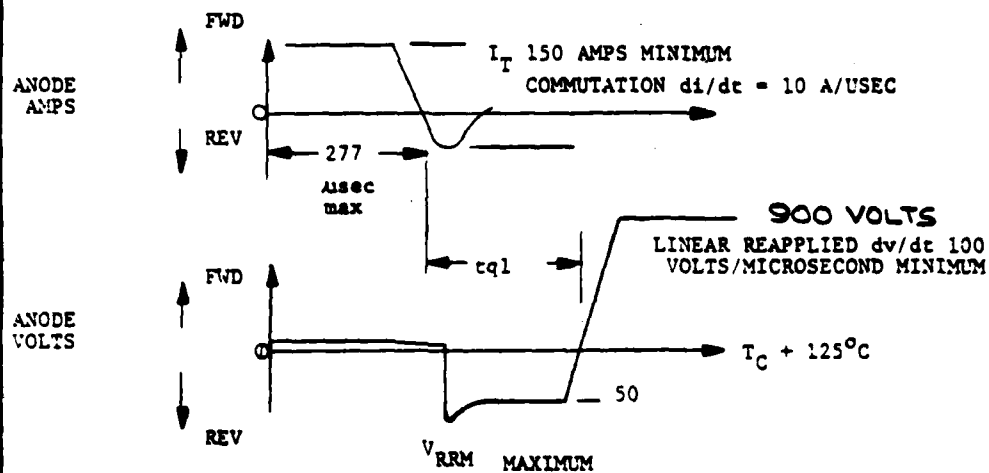 FWD
ANODE
AMPS
REV
I_T 150 AMPS MINIMUM
COMMUTATION di/dt = 10 A/USEC
277
µsec
max
900 VOLTS
LINEAR REAPPLIED dv/dt 100
VOLTS/MICROSECOND MINIMUM
tq1
FWD
ANODE
VOLTS
REV
T_C + 125°C
50
V_RRM MAXIMUM